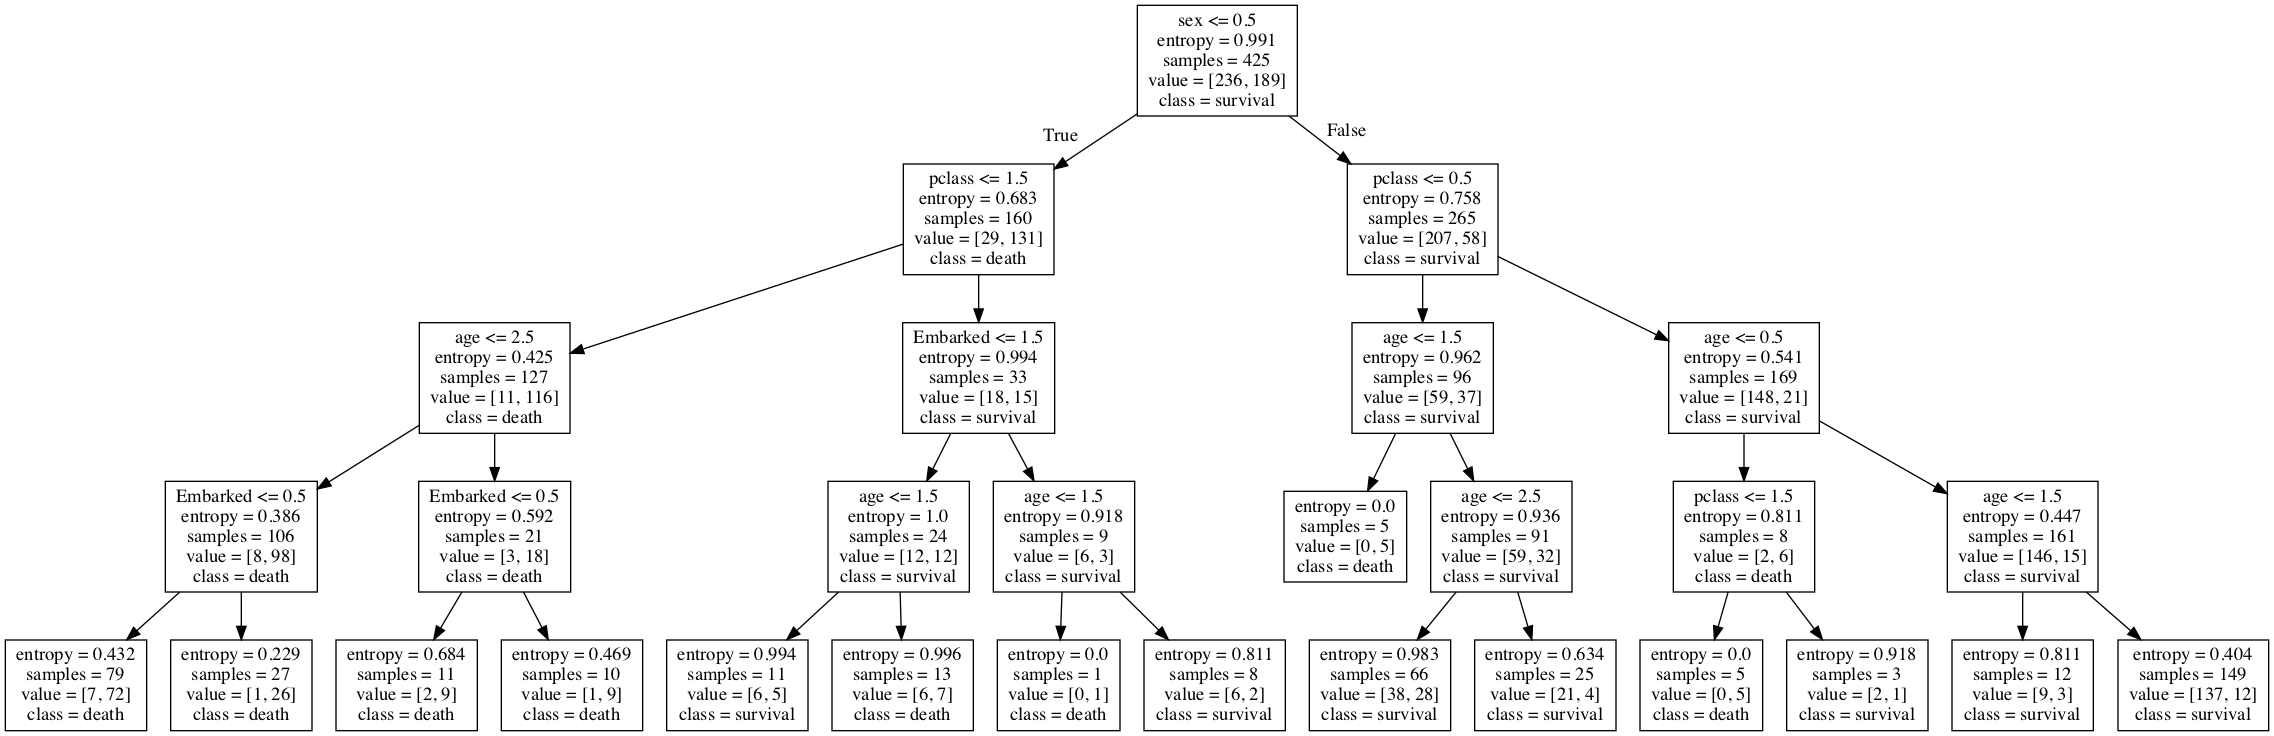 sex <= 0.5
entropy = 0.991
samples = 425
value = [236, 189]
class = survival
True
False
pclass <= 1.5
entropy = 0.683
samples = 160
value = [29, 131]
class = death
pclass <= 0.5
entropy = 0.758
samples = 265
value = [207, 58]
class = survival
age <= 2.5
entropy = 0.425
samples = 127
value = [11, 116]
class = death
Embarked <= 1.5
entropy = 0.994
samples = 33
value = [18, 15]
class = survival
age <= 1.5
entropy = 0.962
samples = 96
value = [59, 37]
class = survival
age <= 0.5
entropy = 0.541
samples = 169
value = [148, 21]
class = survival
Embarked <= 0.5
entropy = 0.386
samples = 106
value = [8, 98]
class = death
Embarked <= 0.5
entropy = 0.592
samples = 21
value = [3, 18]
class = death
age <= 1.5
entropy = 1.0
samples = 24
value = [12, 12]
class = survival
age <= 1.5
entropy = 0.918
samples = 9
value = [6, 3]
class = survival
entropy = 0.0
samples = 5
value = [0, 5]
class = death
age <= 2.5
entropy = 0.936
samples = 91
value = [59, 32]
class = survival
pclass <= 1.5
entropy = 0.811
samples = 8
value = [2, 6]
class = death
age <= 1.5
entropy = 0.447
samples = 161
value = [146, 15]
class = survival
entropy = 0.432
samples = 79
value = [7, 72]
class = death
entropy = 0.229
samples = 27
value = [1, 26]
class = death
entropy = 0.684
samples = 11
value = [2, 9]
class = death
entropy = 0.469
samples = 10
value = [1, 9]
class = death
entropy = 0.994
samples = 11
value = [6, 5]
class = survival
entropy = 0.996
samples = 13
value = [6, 7]
class = death
entropy = 0.0
samples = 1
value = [0, 1]
class = death
entropy = 0.811
samples = 8
value = [6, 2]
class = survival
entropy = 0.983
samples = 66
value = [38, 28]
class = survival
entropy = 0.634
samples = 25
value = [21, 4]
class = survival
entropy = 0.0
samples = 5
value = [0, 5]
class = death
entropy = 0.918
samples = 3
value = [2, 1]
class = survival
entropy = 0.811
samples = 12
value = [9, 3]
class = survival
entropy = 0.404
samples = 149
value = [137, 12]
class = survival